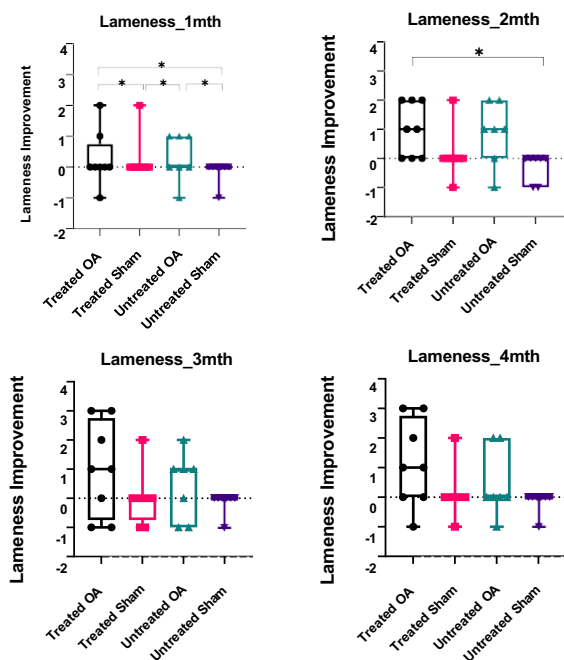 Lameness_1mth
Lameness Improvement
4
3
2
1
0
-1
-2
* * * *
Treated OA
Treated Sham
Untreated OA
Untreated Sham
Lameness_2mth
Lameness Improvement
4
3
2
1
0
-1
-2
*
Treated OA
Treated Sham
Untreated OA
Untreated Sham
Lameness_3mth
Lameness Improvement
4
3
2
1
0
-1
-2
Treated OA
Treated Sham
Untreated OA
Untreated Sham
Lameness_4mth
Lameness Improvement
4
3
2
1
0
-1
-2
Treated OA
Treated Sham
Untreated OA
Untreated Sham